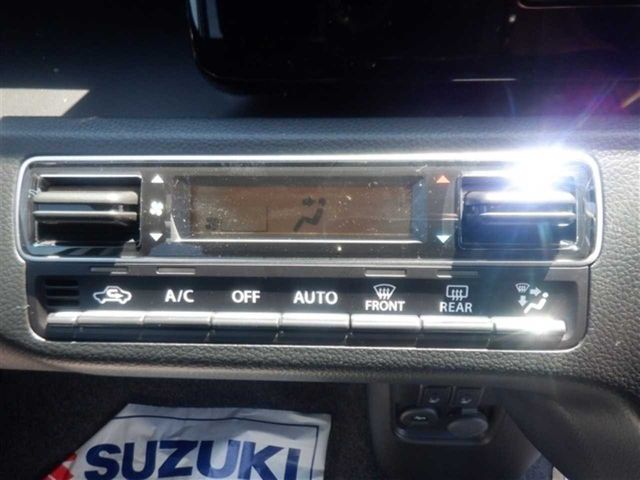 A/C OFF AUTO FRONT REAR
SUZUKI